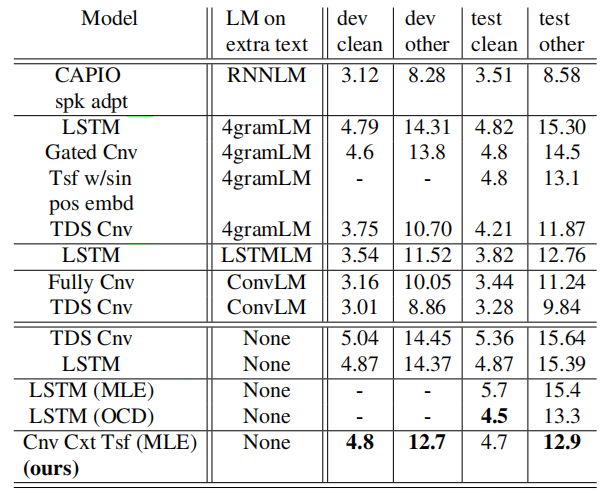 Model LM on dev dev test test
extra text clean other clean other
CAPIO RNNLM 3.12 8.28 3.51 8.58
spk adpt
LSTM 4gramLM 4.79 14.31 4.82 15.30
Gated Cnv 4gramLM 4.6 13.8 4.8 14.5
Tsf w/sin 4gramLM - - 4.8 13.1
pos embd
TDS Cnv 4gramLM 3.75 10.70 4.21 11.87
LSTM LSTMLM 3.54 11.52 3.82 12.76
Fully Cnv ConvLM 3.16 10.05 3.44 11.24
TDS Cnv ConvLM 3.01 8.86 3.28 9.84
TDS Cnv None 5.04 14.45 5.36 15.64
LSTM None 4.87 14.37 4.87 15.39
LSTM (MLE) None - - 5.7 15.4
LSTM (OCD) None - - 4.5 13.3
Cnv Cxt Tsf (MLE) None 4.8 12.7 4.7 12.9
(ours)